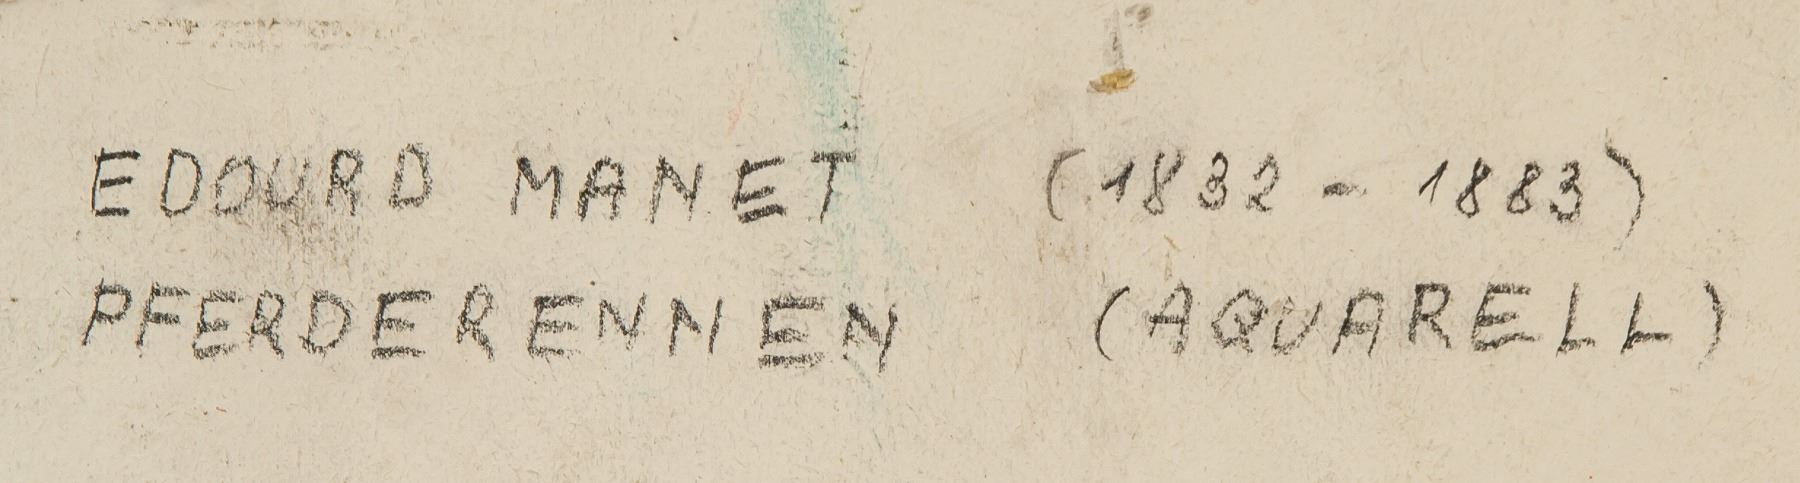 EDOURD MANET (1832 - 1883)
PFERDERENNEN (AQUARELL)